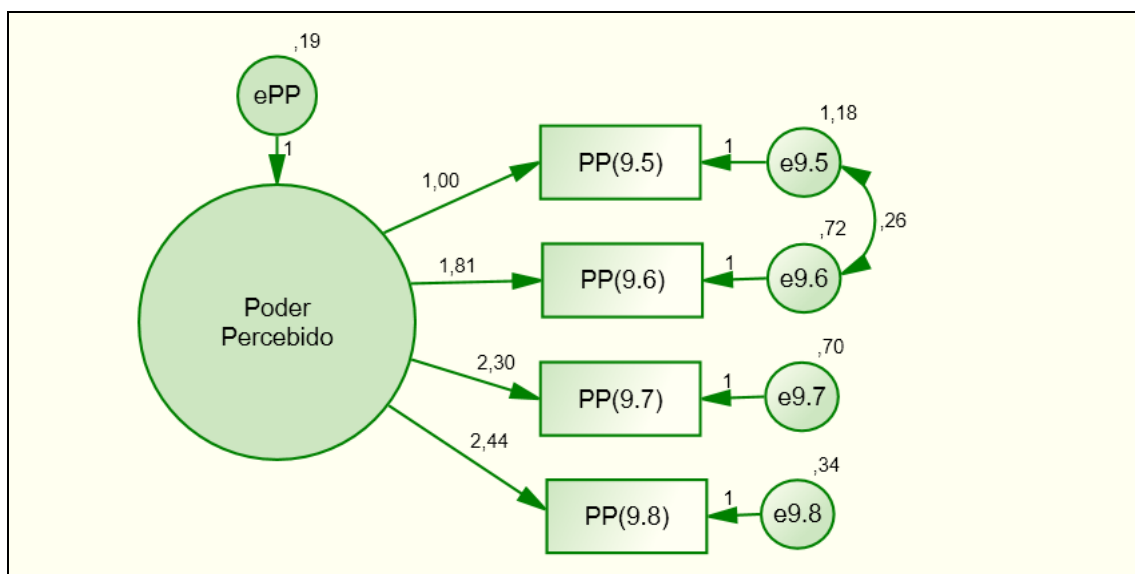 ,19
ePP
1
1,18
1,00
PP(9.5)
1
e9.5
,72
,26
1,81
PP(9.6)
1
e9.6
Poder
Percebido
,70
2,30
PP(9.7)
1
e9.7
2,44
,34
PP(9.8)
1
e9.8